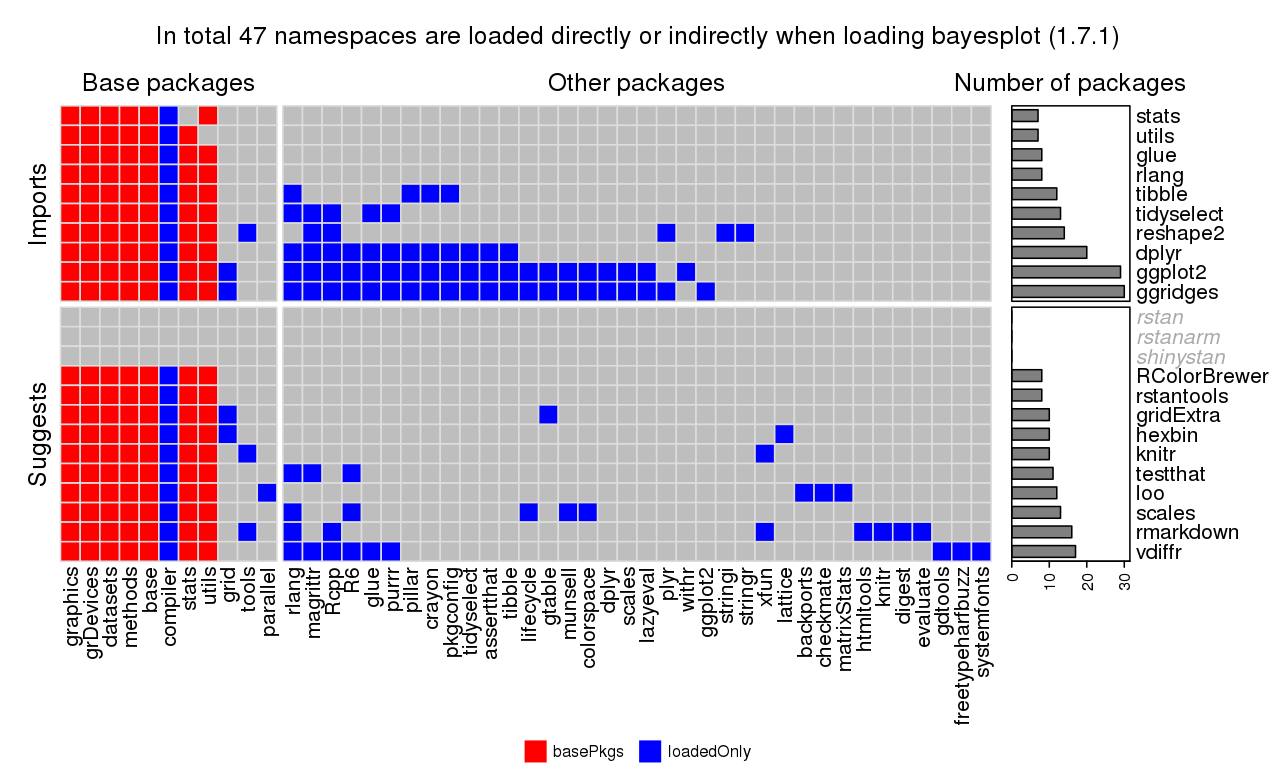 In total 47 namespaces are loaded directly or indirectly when loading bayesplot (1.7.1)
Base packages
Other packages
Number of packages
Imports
stats
utils
glue
rlang
tibble
tidyselect
reshape2
dplyr
ggplot2
ggridges
Suggests
rstan
rstanarm
shinystan
RColorBrewer
rstantools
gridExtra
hexbin
knitr
testthat
loo
scales
rmarkdown
vdiffr
graphics
grDevices
datasets
methods
base
compiler
stats
utils
grid
tools
parallel
rlang
magrittr
Rcpp
R6
glue
purrr
pillar
crayon
pkgconfig
tidyselect
assertthat
tibble
lifecycle
gtable
munsell
colorspace
dplyr
scales
lazyeval
plyr
withr
ggplot2
stringi
stringr
xfun
lattice
backports
checkmate
matrixStats
htmltools
knitr
digest
evaluate
gdtools
freetypeharfbuzz
systemfonts
0
10
20
30
basePkgs
loadedOnly